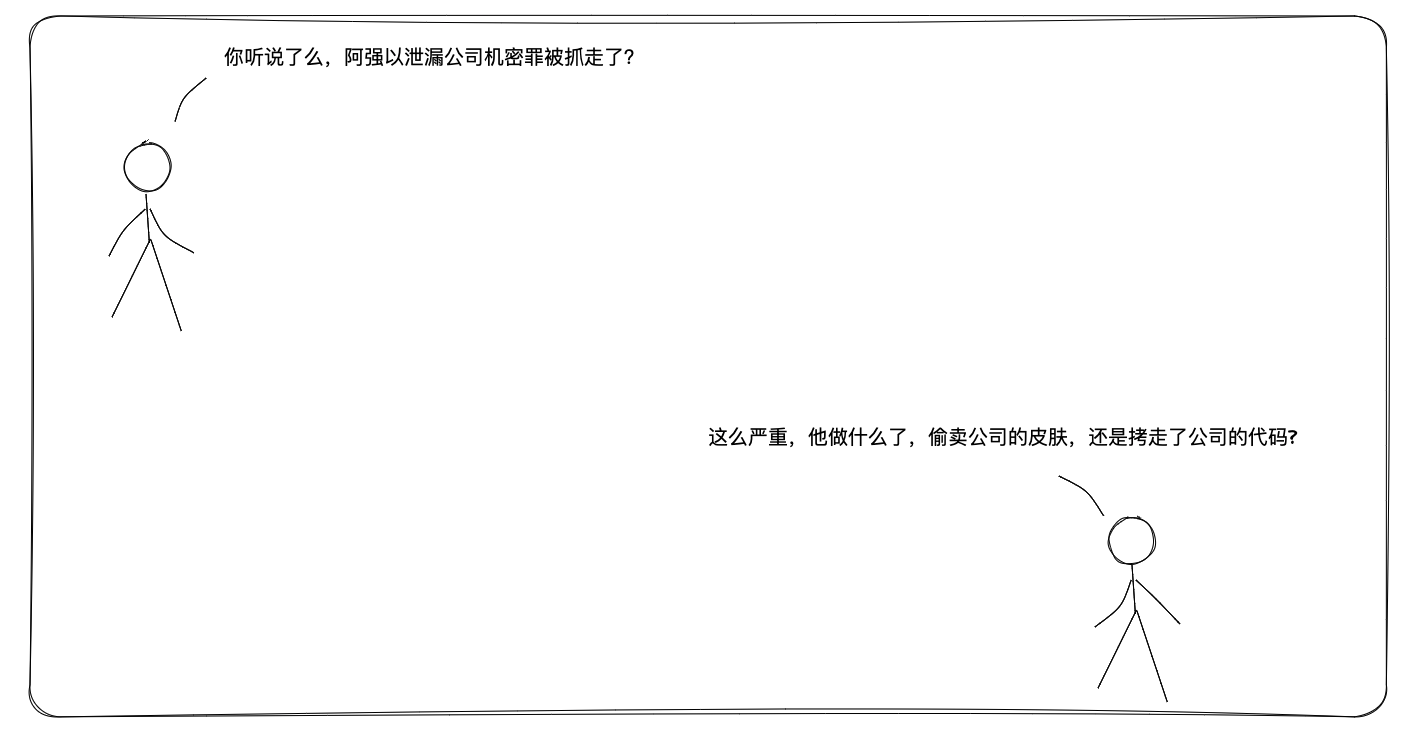 你听说了么，阿强以泄漏公司机密罪被抓走了？
这么严重，他做什么了，偷卖公司的皮肤，还是拷走了公司的代码?